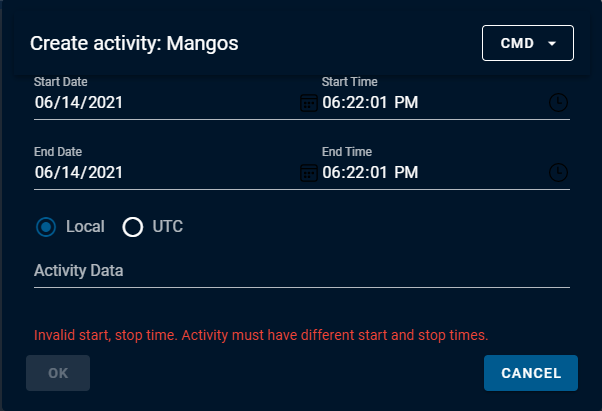 Create activity: Mangos
CMD
Start Date
Start Time
06/14/2021
06:22:01 PM
End Date
End Time
06/14/2021
06:22:01 PM
Local
UTC
Activity Data
Invalid start, stop time. Activity must have different start and stop times.
OK
CANCEL